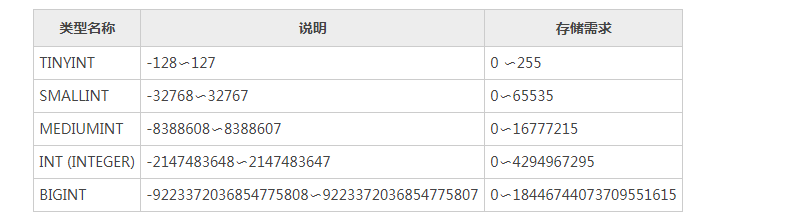 类型名称 说明 存储需求
TINYINT -128〜127 0 〜255
SMALLINT -32768〜32767 0〜65535
MEDIUMINT -8388608〜8388607 0〜16777215
INT (INTEGER) -2147483648〜2147483647 0〜4294967295
BIGINT -9223372036854775808〜9223372036854775807 0〜18446744073709551615